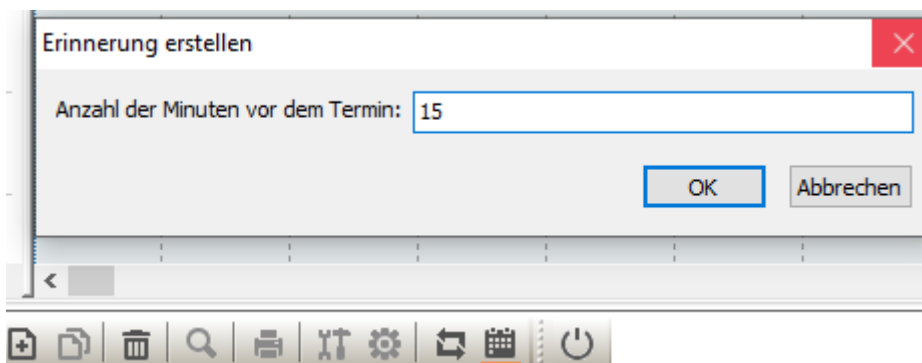 Erinnerung erstellen
Anzahl der Minuten vor dem Termin: 15
OK Abbrechen